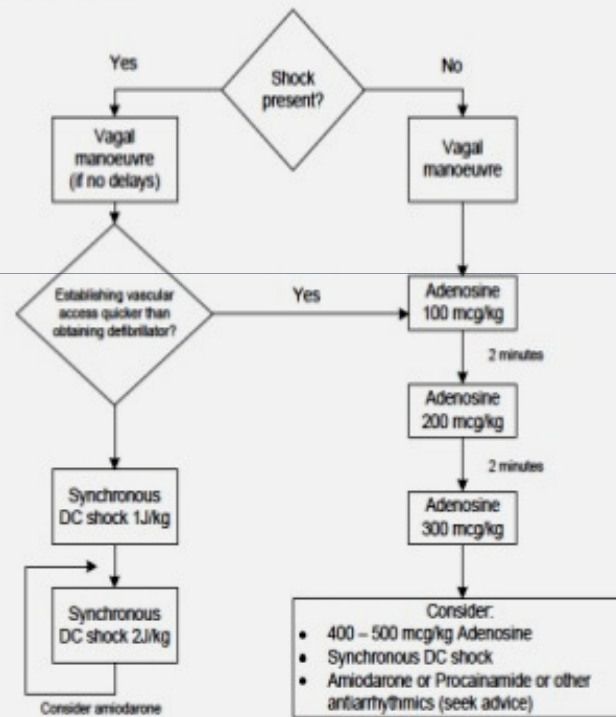 Shock
present?
Yes
No
Vagal
manoeuvre
(if no delays)
Vagal
manoeuvre
Establishing vascular
access quicker than
obtaining defibrillator?
Yes
Adenosine
100 mcg/kg
2 minutes
Adenosine
200 mcg/kg
2 minutes
Adenosine
300 mcg/kg
Synchronous
DC shock 1J/kg
Synchronous
DC shock 2J/kg
Consider amiodarone
Consider:
• 400 – 500 mcg/kg Adenosine
• Synchronous DC shock
• Amiodarone or Procainamide or other
antiarrhythmics (seek advice)